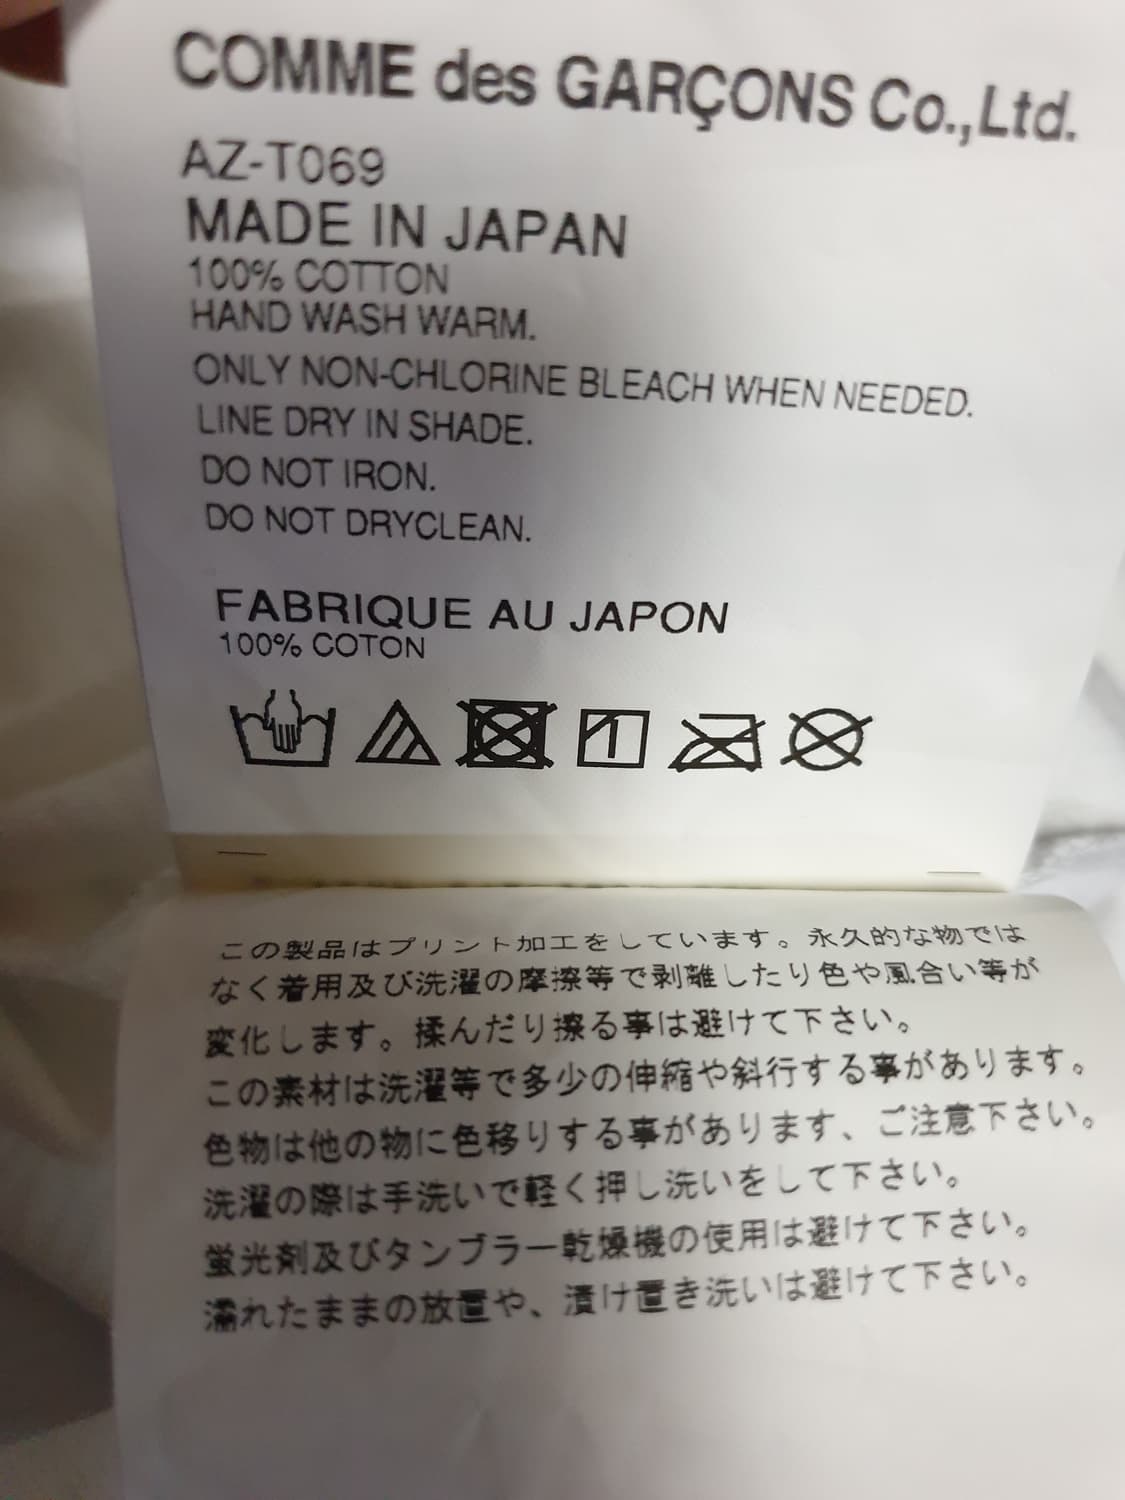 COMME des GARÇONS Co.,Ltd.
AZ-T069
MADE IN JAPAN
100% COTTON
HAND WASH WARM.
ONLY NON-CHLORINE BLEACH WHEN NEEDED.
LINE DRY IN SHADE.
DO NOT IRON.
DO NOT DRYCLEAN.
FABRIQUE AU JAPON
100% COTON
この製品はプリント加工をしています。永久的な物では
なく着用及び洗濯の摩擦等で剥離したり色や風合い等が
変化します。揉んだり擦る事は避けて下さい。
この素材は洗濯等で多少の伸縮や斜行する事があります。
色物は他の物に色移りする事があります、ご注意下さい。
洗濯の際は手洗いで軽く押し洗いをして下さい。
蛍光剤及びタンブラー乾燥機の使用は避けて下さい。
濡れたままの放置や、漬け置き洗いは避けて下さい。